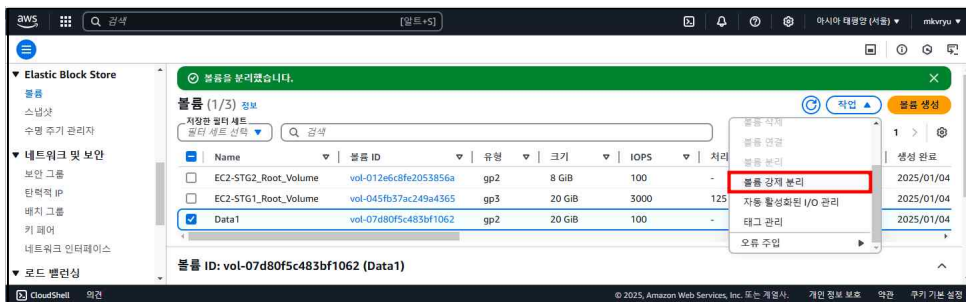 aws 검색 [알트+S] 아시아 태평양 (서울) ▼ mkvryu ▼
▼ Elastic Block Store
볼륨
스냅샷
수명 주기 관리자
▼ 네트워크 및 보안
보안 그룹
탄력적 IP
배치 그룹
키 페어
네트워크 인터페이스
▼ 로드 밸런싱
볼륨을 분리했습니다.
볼륨 (1/3) 정보 작업 ▲ 볼륨 생성
저장한 필터 세트
필터 세트 선택 ▼ 검색 1
Name 볼륨 ID 유형 크기 IOPS 처리 생성 완료
EC2-STG2_Root_Volume vol-012e6c8fe2053856a gp2 8 GiB 100 - 2025/01/04
EC2-STG1_Root_Volume vol-045fb37ac249a4365 gp3 20 GiB 3000 125 2025/01/04
Data1 vol-07d80f5c483bf1062 gp2 20 GiB 100 - 2025/01/04
볼륨 삭제
볼륨 연결
볼륨 분리
볼륨 강제 분리
자동 활성화된 I/O 관리
태그 관리
오류 주입
볼륨 ID: vol-07d80f5c483bf1062 (Data1)
CloudShell 의견 © 2025, Amazon Web Services, Inc. 또는 계열사. 개인 정보 보호 약관 쿠키 기본 설정